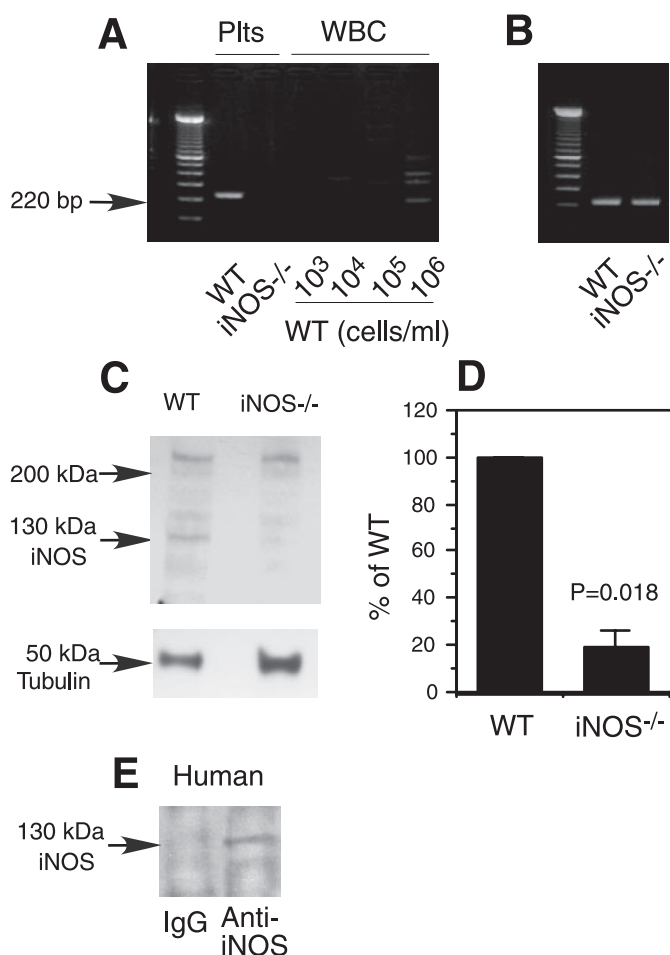 A
Plts
WBC
B
220 bp
WT
iNOS-/-
10³
10⁴
10⁵
10⁶
WT (cells/ml)
WT
iNOS-/-
C
WT
iNOS-/-
200 kDa
130 kDa
iNOS
50 kDa
Tubulin
D
120
100
80
60
40
20
0
% of WT
P=0.018
WT
iNOS-/-
E
Human
130 kDa
iNOS
IgG
Anti-
iNOS